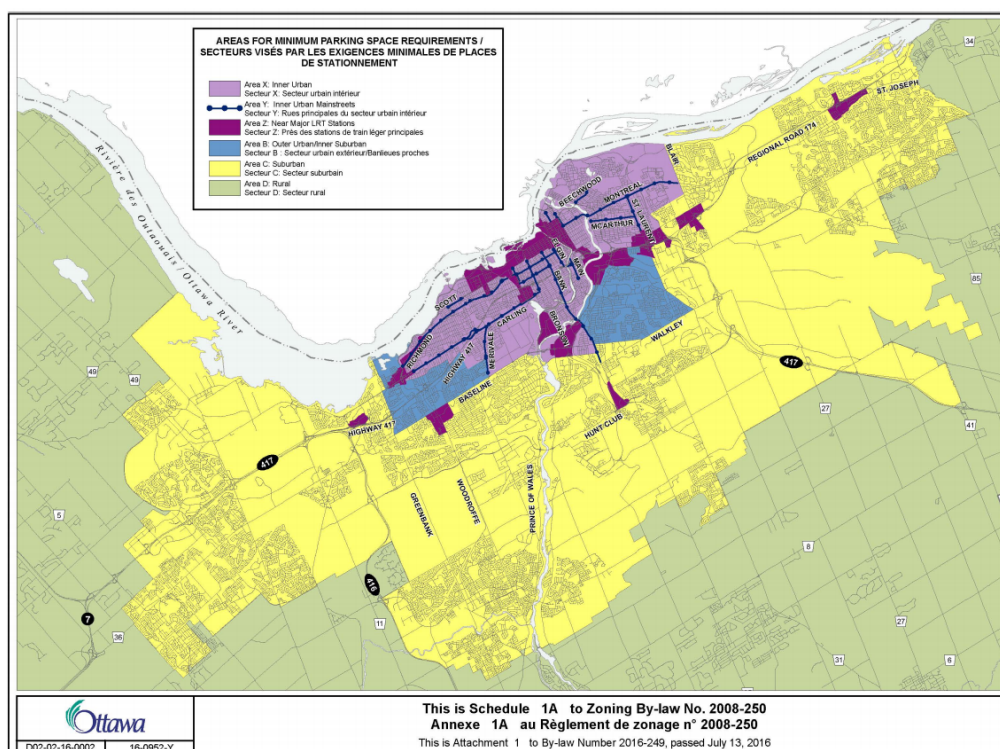 AREAS FOR MINIMUM PARKING SPACE REQUIREMENTS /
SECTEURS VISÉS PAR LES EXIGENCES MINIMALES DE PLACES
DE STATIONNEMENT
Area X: Inner Urban
Secteur X: Secteur urbain intérieur
Area Y: Inner Urban Mainstreets
Secteur Y: Rues principales du secteur urbain intérieur
Area Z: Near Major LRT Stations
Secteur Z: Près des stations de train léger principales
Area B: Outer Urban/Inner Suburban
Secteur B : Secteur urbain extérieur/Banlieues proches
Area C: Suburban
Secteur C: Secteur suburbain
Area D: Rural
Secteur D: Secteur rural
Rivière des Outaouais / Ottawa River
34
ST. JOSEPH
REGIONAL ROAD 174
BLAIR
BEECHWOOD
MONTREAL
MCARTHUR
ST. LAURENT
ELGIN
MAIN
BANK
85
SCOTT
CARLING
BRONSON
WALKLEY
RICHMOND
HIGHWAY 417
MERIVALE
417
49
49
BASELINE
27
HIGHWAY 417
HUNT CLUB
41
417
GREENBANK
WOODROFFE
PRINCE OF WALES
5
8
416
7
36
11
27
31
6
Ottawa
D02-02-16-0002
16-0952-Y
This is Schedule 1A to Zoning By-law No. 2008-250
Annexe 1A au Règlement de zonage n° 2008-250
This is Attachment 1 to By-law Number 2016-249, passed July 13, 2016